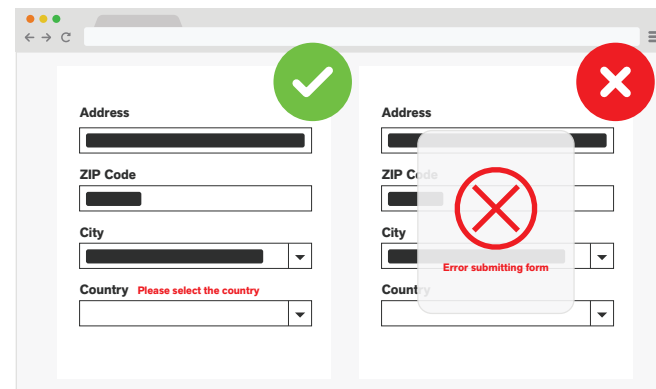 Address
ZIP Code
City
Country Please select the country
Address
ZIP Code
City
Error submitting form
Country